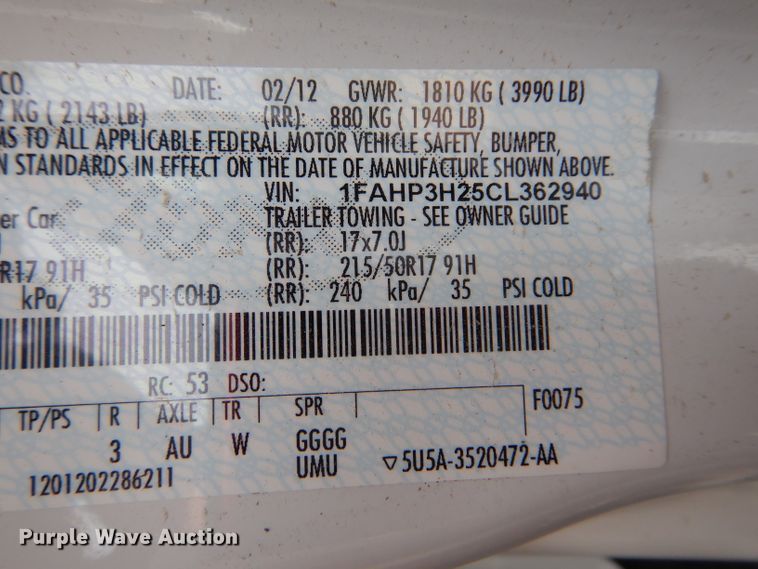 CO. DATE: 02/12 GVWR: 1810 KG ( 3990 LB)
2 KG ( 2143 LB) (RR): 880 KG ( 1940 LB)
MS TO ALL APPLICABLE FEDERAL MOTOR VEHICLE SAFETY, BUMPER,
N STANDARDS IN EFFECT ON THE DATE OF MANUFACTURE SHOWN ABOVE.
VIN: 1FAHP3H25CL362940
er Car TRAILER TOWING - SEE OWNER GUIDE
(RR): 17x7.0J
R17 91H (RR): 215/50R17 91H
kPa/ 35 PSI COLD (RR): 240 kPa/ 35 PSI COLD
RC: 53 DSO:
TP/PS R AXLE TR SPR F0075
3 AU W GGGG
UMU ▽5U5A-3520472-AA
1201202286211
Purple Wave Auction